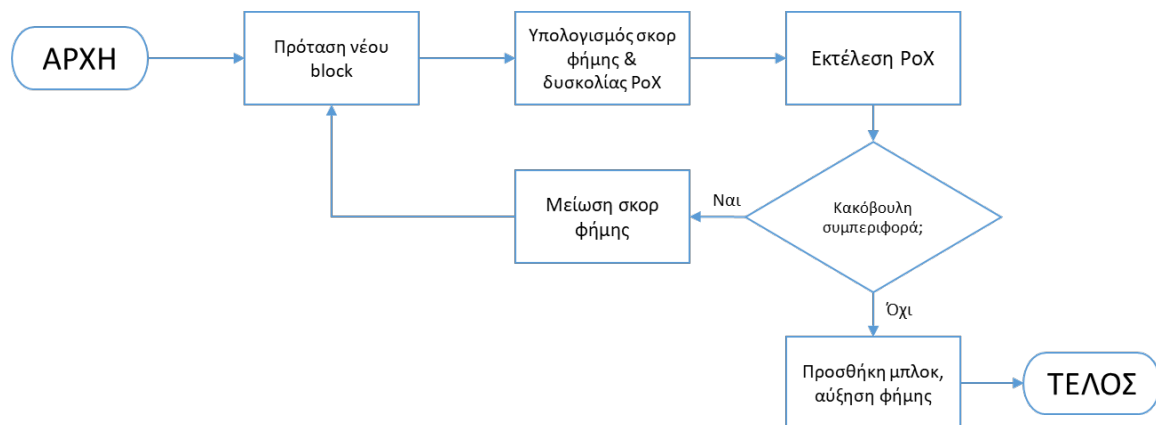 ΑΡΧΗ
Πρόταση νέου
block
Υπολογισμός σκορ
φήμης &
δυσκολίας PoX
Εκτέλεση PoX
Κακόβουλη
συμπεριφορά;
Ναι
Μείωση σκορ
φήμης
Όχι
Προσθήκη μπλοκ,
αύξηση φήμης
ΤΕΛΟΣ